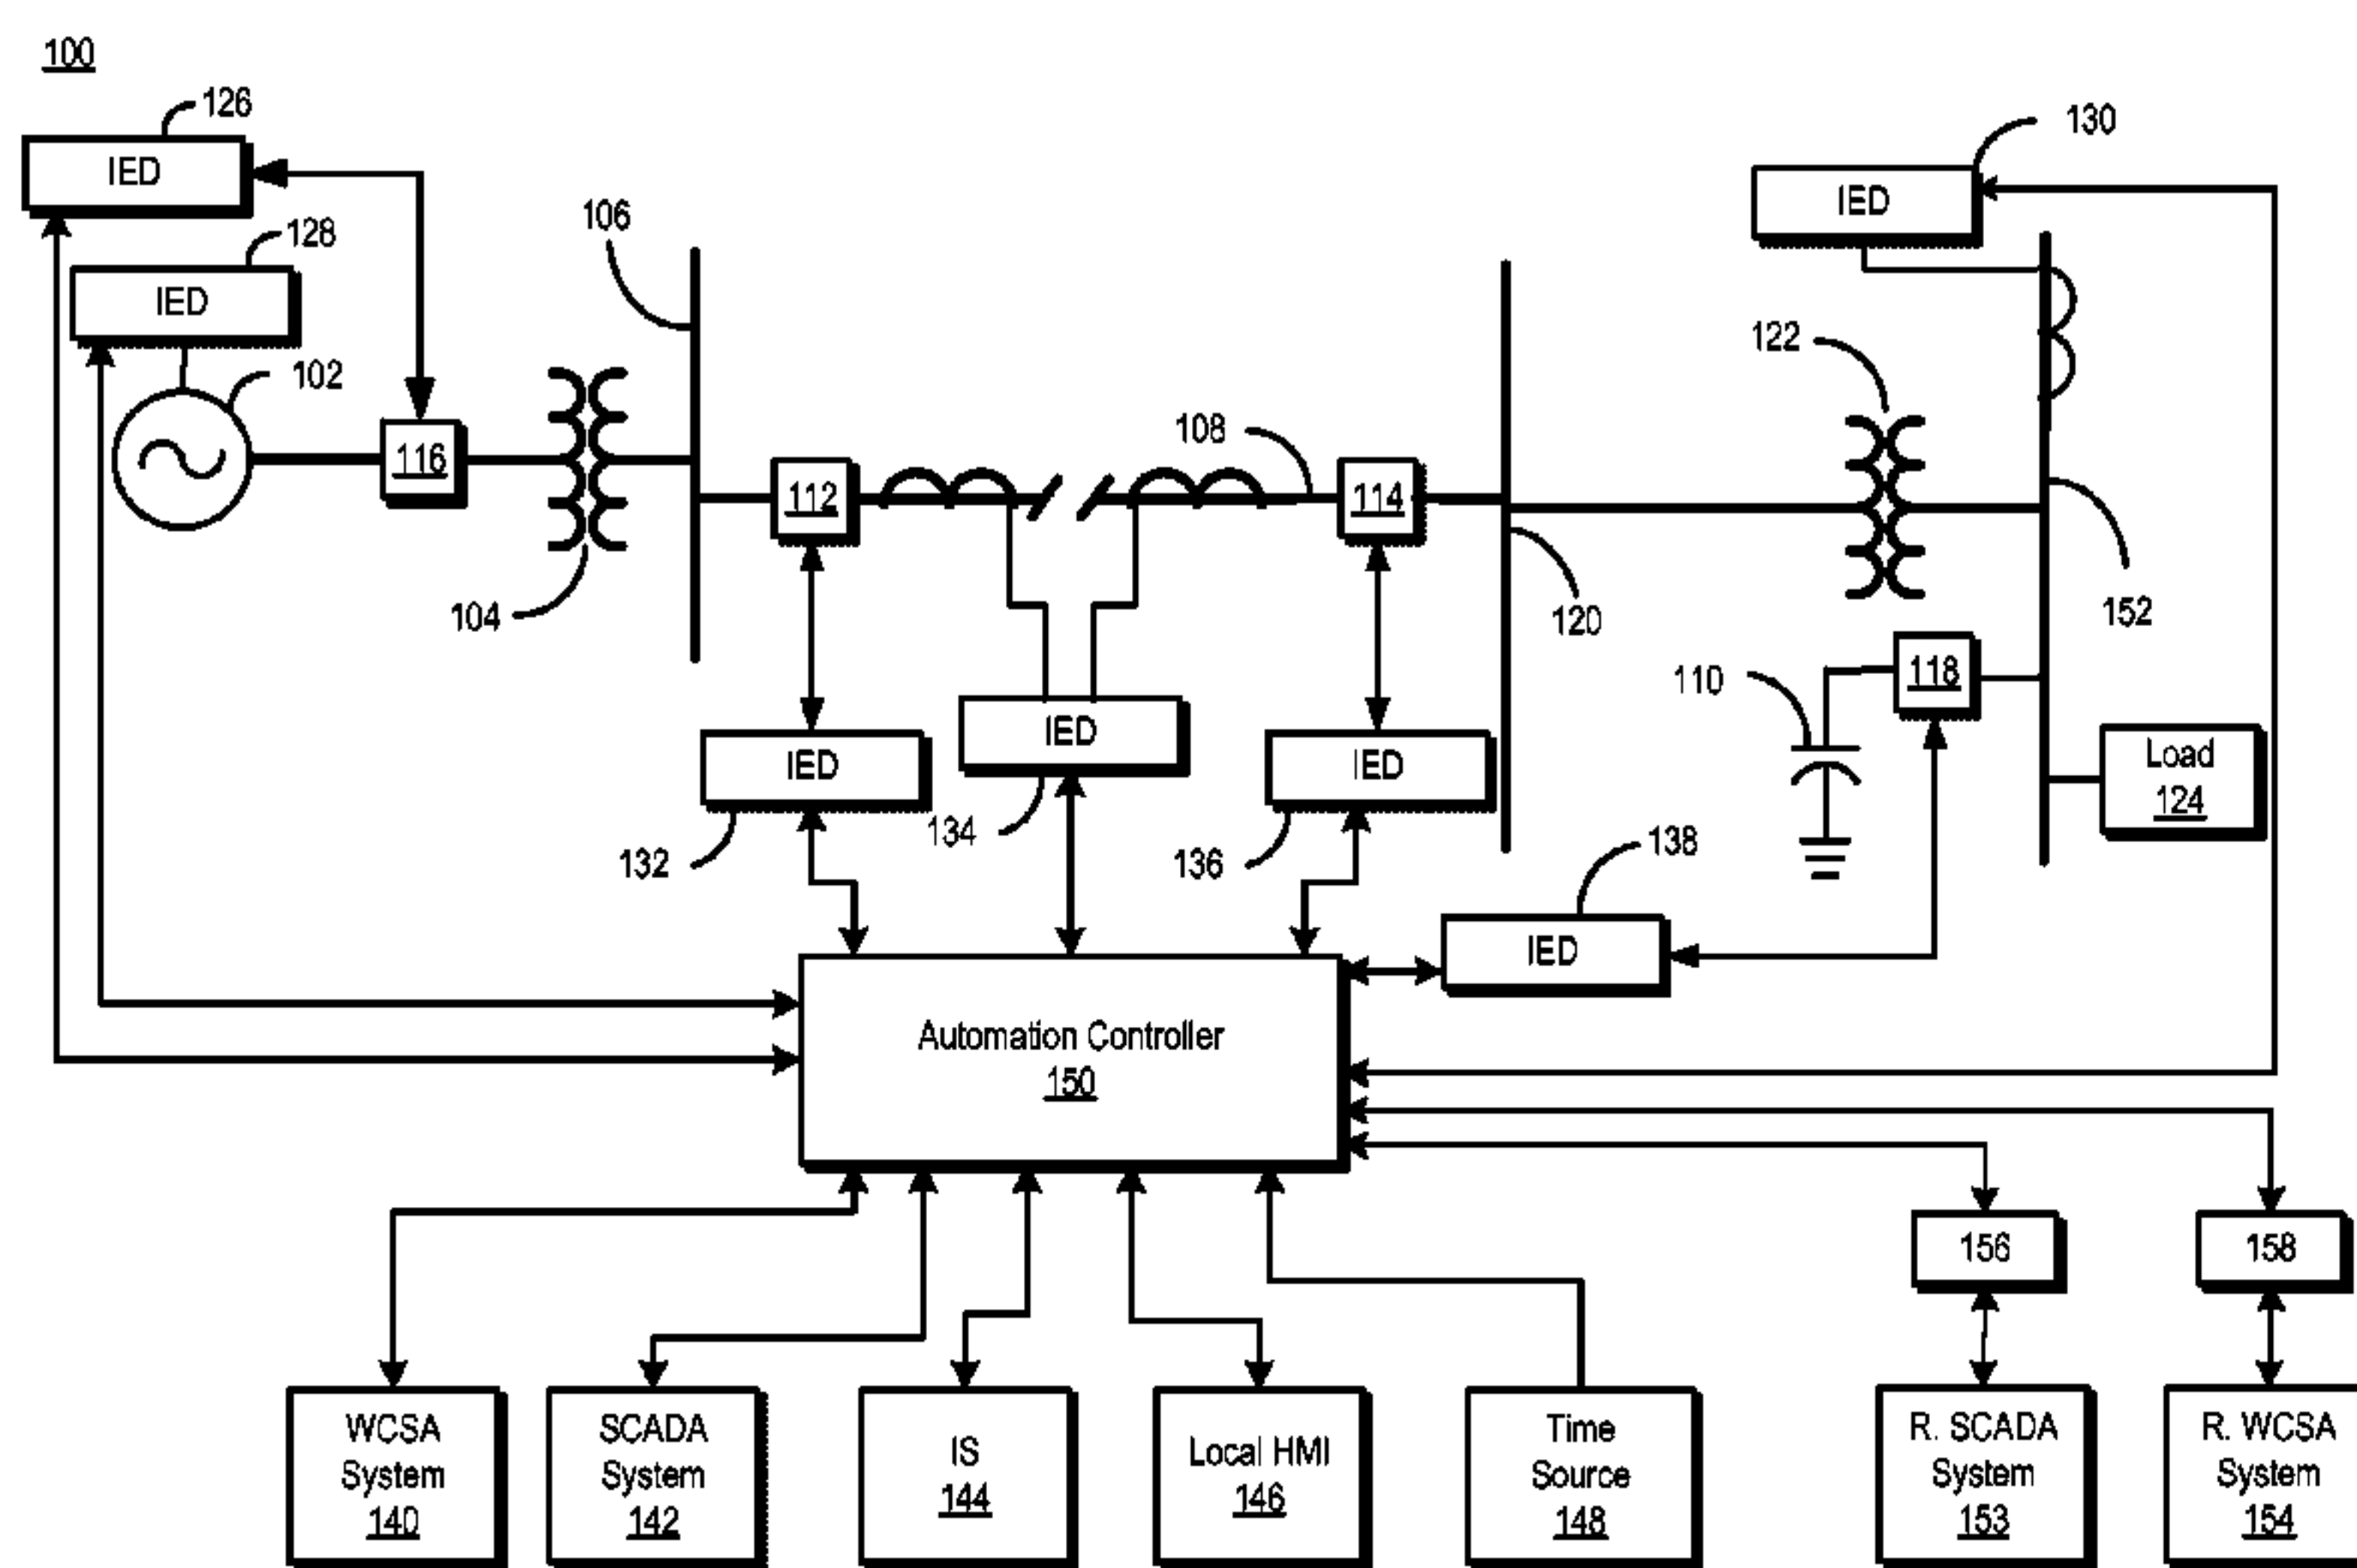 100
126
IED
130
IED
128
IED
106
102
122
108
116
112
114
104
120
152
110
118
IED
IED
IED
Load
124
132
134
136
138
IED
Automation Controller
150
156
158
WCSA
System
140
SCADA
System
142
IS
144
Local HMI
146
Time
Source
148
R. SCADA
System
153
R. WCSA
System
154